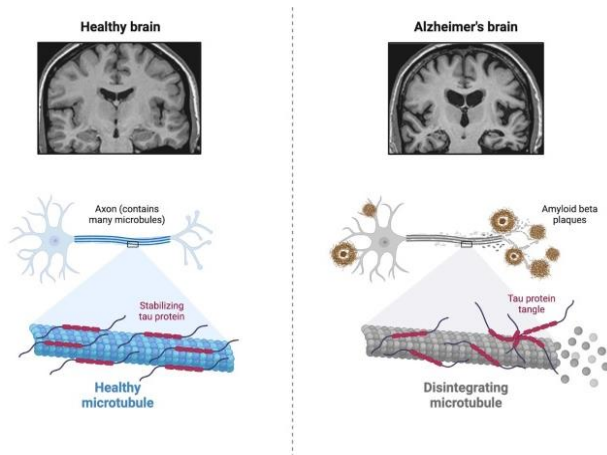 Healthy brain
Axon (contains
many microbules)
Stabilizing
tau protein
Healthy
microtubule
Alzheimer's brain
Amyloid beta
plaques
Tau protein
tangle
Disintegrating
microtubule